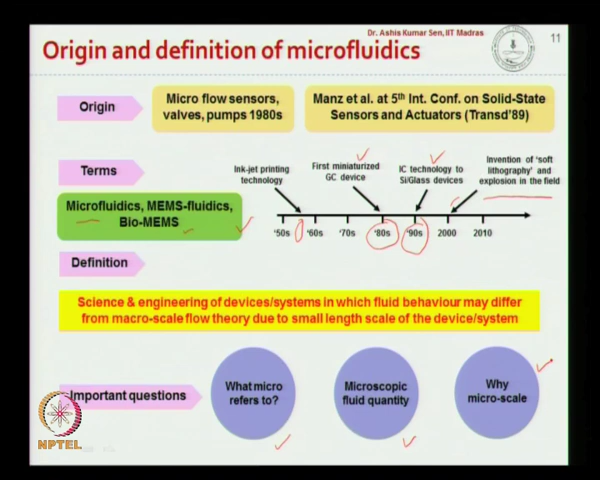 Dr. Ashis Kumar Sen, IIT Madras
11
Origin and definition of microfluidics
Origin
Micro flow sensors,
valves, pumps 1980s
Manz et al. at 5th Int. Conf. on Solid-State
Sensors and Actuators (Transd'89)
Terms
Microfluidics, MEMS-fluidics,
Bio-MEMS
Ink-jet printing
technology
First miniaturized
GC device
IC technology to
Si/Glass devices
Invention of 'soft
lithography' and
explosion in the field
'50s '60s '70s '80s '90s 2000 2010
Definition
Science & engineering of devices/systems in which fluid behaviour may differ
from macro-scale flow theory due to small length scale of the device/system
Important questions
What micro
refers to?
Microscopic
fluid quantity
Why
micro-scale
NPTEL